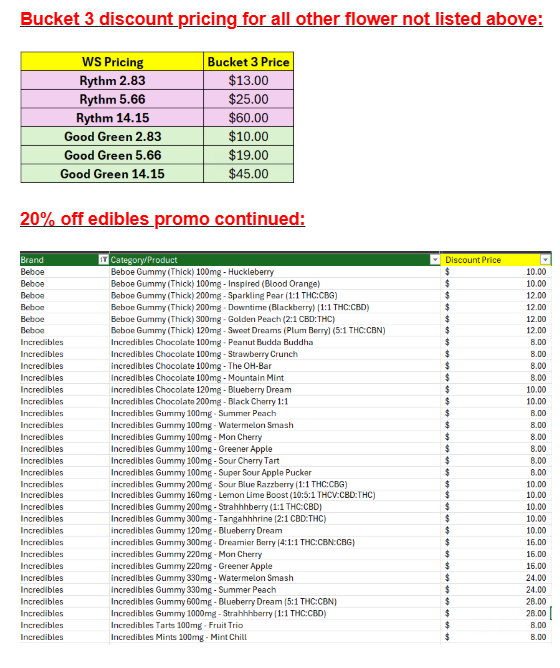 Bucket 3 discount pricing for all other flower not listed above:
WS Pricing Bucket 3 Price
Rythm 2.83 $13.00
Rythm 5.66 $25.00
Rythm 14.15 $60.00
Good Green 2.83 $10.00
Good Green 5.66 $19.00
Good Green 14.15 $45.00
20% off edibles promo continued:
Brand Category/Product Discount Price
Beboe Beboe Gummy (Thick) 100mg - Huckleberry $ 10.00
Beboe Beboe Gummy (Thick) 100mg - Inspired (Blood Orange) $ 10.00
Beboe Beboe Gummy (Thick) 200mg - Sparkling Pear (1:1 THC:CBG) $ 12.00
Beboe Beboe Gummy (Thick) 200mg - Downtime (Blackberry) (1:1 THC:CBD) $ 12.00
Beboe Beboe Gummy (Thick) 300mg - Golden Peach (2:1 CBD:THC) $ 12.00
Beboe Beboe Gummy (Thick) 120mg - Sweet Dreams (Plum Berry) (5:1 THC:CBN) $ 12.00
Incredibles Incredibles Chocolate 100mg - Peanut Budda Buddha $ 8.00
Incredibles Incredibles Chocolate 100mg - Strawberry Crunch $ 8.00
Incredibles Incredibles Chocolate 100mg - The OH-Bar $ 8.00
Incredibles Incredibles Chocolate 100mg - Mountain Mint $ 8.00
Incredibles Incredibles Chocolate 120mg - Blueberry Dream $ 10.00
Incredibles Incredibles Chocolate 200mg - Black Cherry 1:1 $ 10.00
Incredibles Incredibles Gummy 100mg - Summer Peach $ 8.00
Incredibles Incredibles Gummy 100mg - Watermelon Smash $ 8.00
Incredibles Incredibles Gummy 100mg - Mon Cherry $ 8.00
Incredibles Incredibles Gummy 100mg - Greener Apple $ 8.00
Incredibles Incredibles Gummy 100mg - Sour Cherry Tart $ 8.00
Incredibles Incredibles Gummy 100mg - Super Sour Apple Pucker $ 8.00
Incredibles Incredibles Gummy 200mg - Sour Blue Razzberry (1:1 THC:CBG) $ 10.00
Incredibles Incredibles Gummy 160mg - Lemon Lime Boost (10:5:1 THCV:CBD:THC) $ 10.00
Incredibles Incredibles Gummy 200mg - Strahhhberry (1:1 THC:CBD) $ 10.00
Incredibles Incredibles Gummy 300mg - Tangahhhrine (2:1 CBD:THC) $ 10.00
Incredibles Incredibles Gummy 120mg - Blueberry Dream $ 10.00
Incredibles incredibles Gummy 300mg - Dreamier Berry (4:1:1 THC:CBN:CBG) $ 16.00
Incredibles incredibles Gummy 220mg - Mon Cherry $ 16.00
Incredibles incredibles Gummy 220mg - Greener Apple $ 16.00
Incredibles Incredibles Gummy 330mg - Watermelon Smash $ 24.00
Incredibles Incredibles Gummy 330mg - Summer Peach $ 24.00
Incredibles Incredibles Gummy 600mg - Blueberry Dream (5:1 THC:CBN) $ 28.00
Incredibles Incredibles Gummy 1000mg - Strahhhberry (1:1 THC:CBD) $ 28.00
Incredibles Incredibles Tarts 100mg - Fruit Trio $ 8.00
Incredibles Incredibles Mints 100mg - Mint Chill $ 8.00